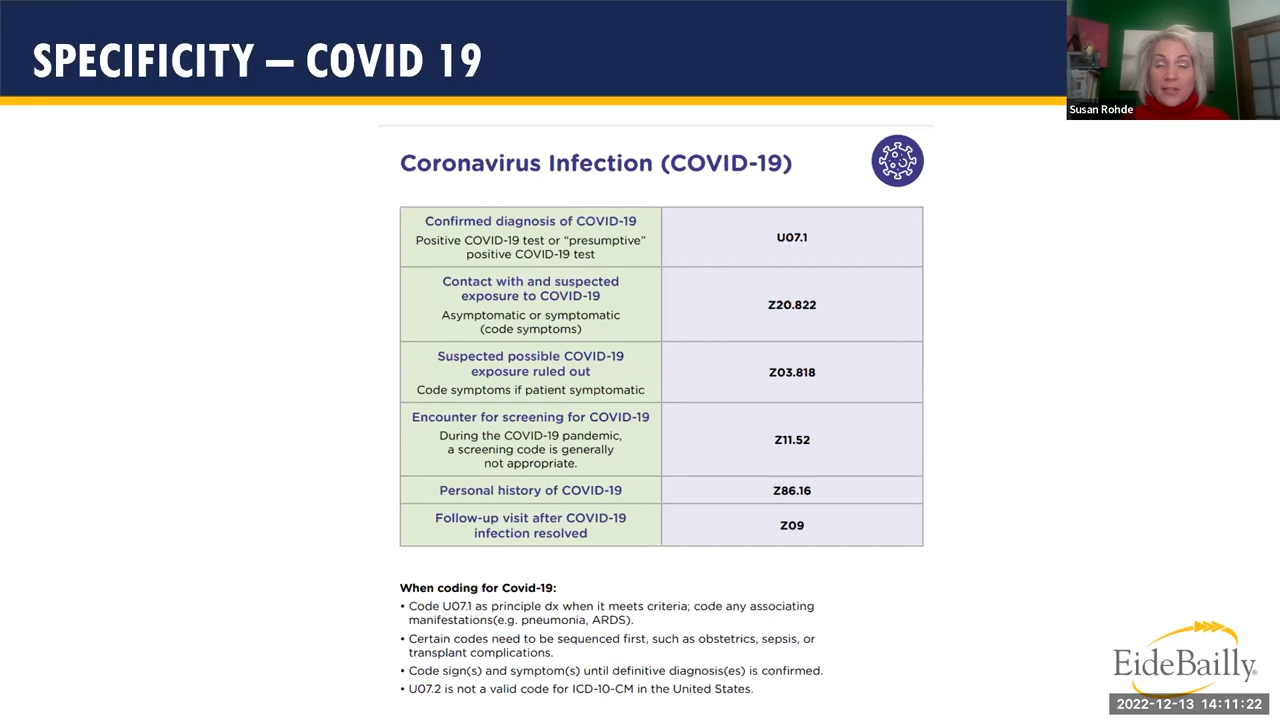 SPECIFICITY – COVID 19
Susan Rohde
Coronavirus Infection (COVID-19)
Confirmed diagnosis of COVID-19
Positive COVID-19 test or “presumptive”
positive COVID-19 test
U07.1
Contact with and suspected
exposure to COVID-19
Asymptomatic or symptomatic
(code symptoms)
Z20.822
Suspected possible COVID-19
exposure ruled out
Code symptoms if patient symptomatic
Z03.818
Encounter for screening for COVID-19
During the COVID-19 pandemic,
a screening code is generally
not appropriate.
Z11.52
Personal history of COVID-19
Z86.16
Follow-up visit after COVID-19
infection resolved
Z09
When coding for Covid-19:
• Code U07.1 as principle dx when it meets criteria; code any associating
manifestations(e.g. pneumonia, ARDS).
• Certain codes need to be sequenced first, such as obstetrics, sepsis, or
transplant complications.
• Code sign(s) and symptom(s) until definitive diagnosis(es) is confirmed.
• U07.2 is not a valid code for ICD-10-CM in the United States.
EideBailly®
2022-12-13 14:11:22